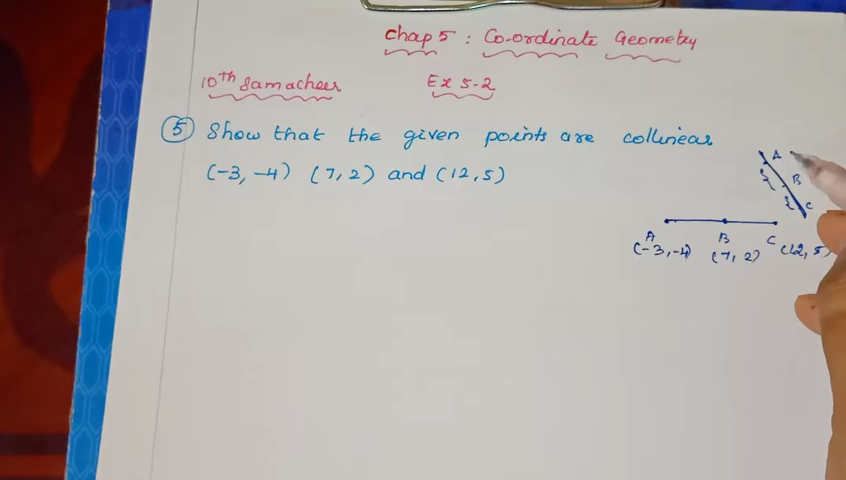 Chap 5 : Co-ordinate Geometry
10th Samacheer Ex 5-2
5 Show that the given points are collinear
(-3, -4) (7, 2) and (12, 5)
A
B
C
A B C
(-3, -4) (7, 2) (12, 5)